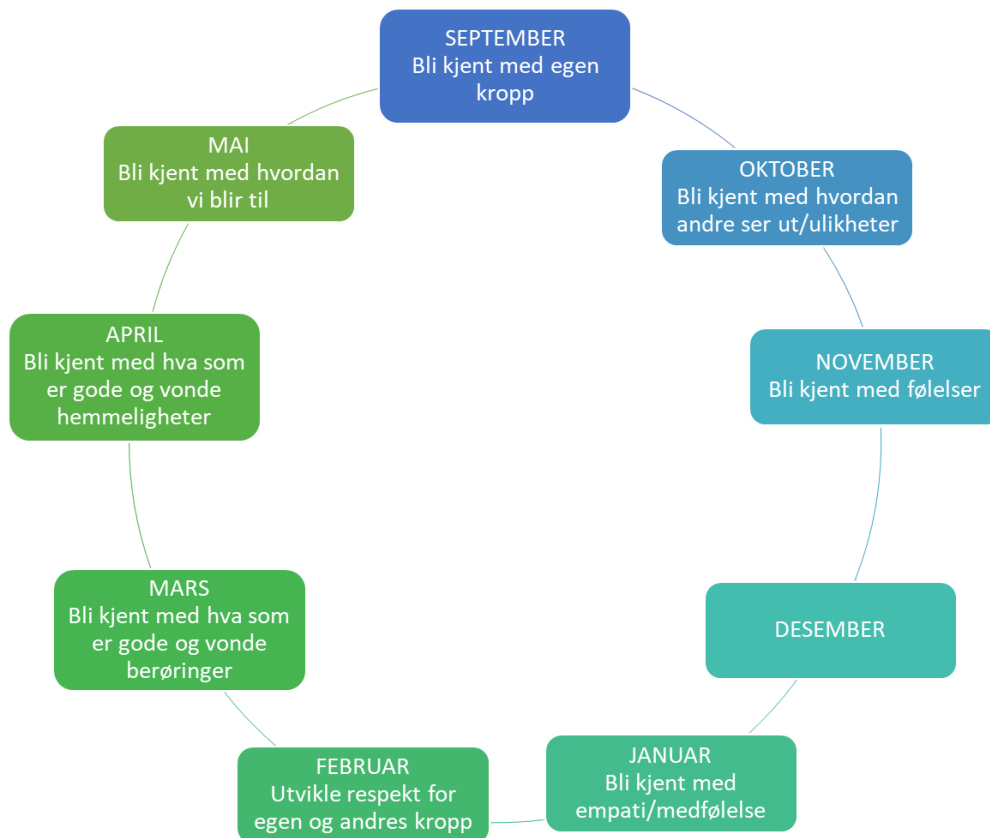 SEPTEMBER
Bli kjent med egen
kropp
OKTOBER
Bli kjent med hvordan
andre ser ut/ulikheter
NOVEMBER
Bli kjent med følelser
DESEMBER
JANUAR
Bli kjent med
empati/medfølelse
FEBRUAR
Utvikle respekt for
egen og andres kropp
MARS
Bli kjent med hva som
er gode og vonde
berøringer
APRIL
Bli kjent med hva som
er gode og vonde
hemmeligheter
MAI
Bli kjent med hvordan
vi blir til